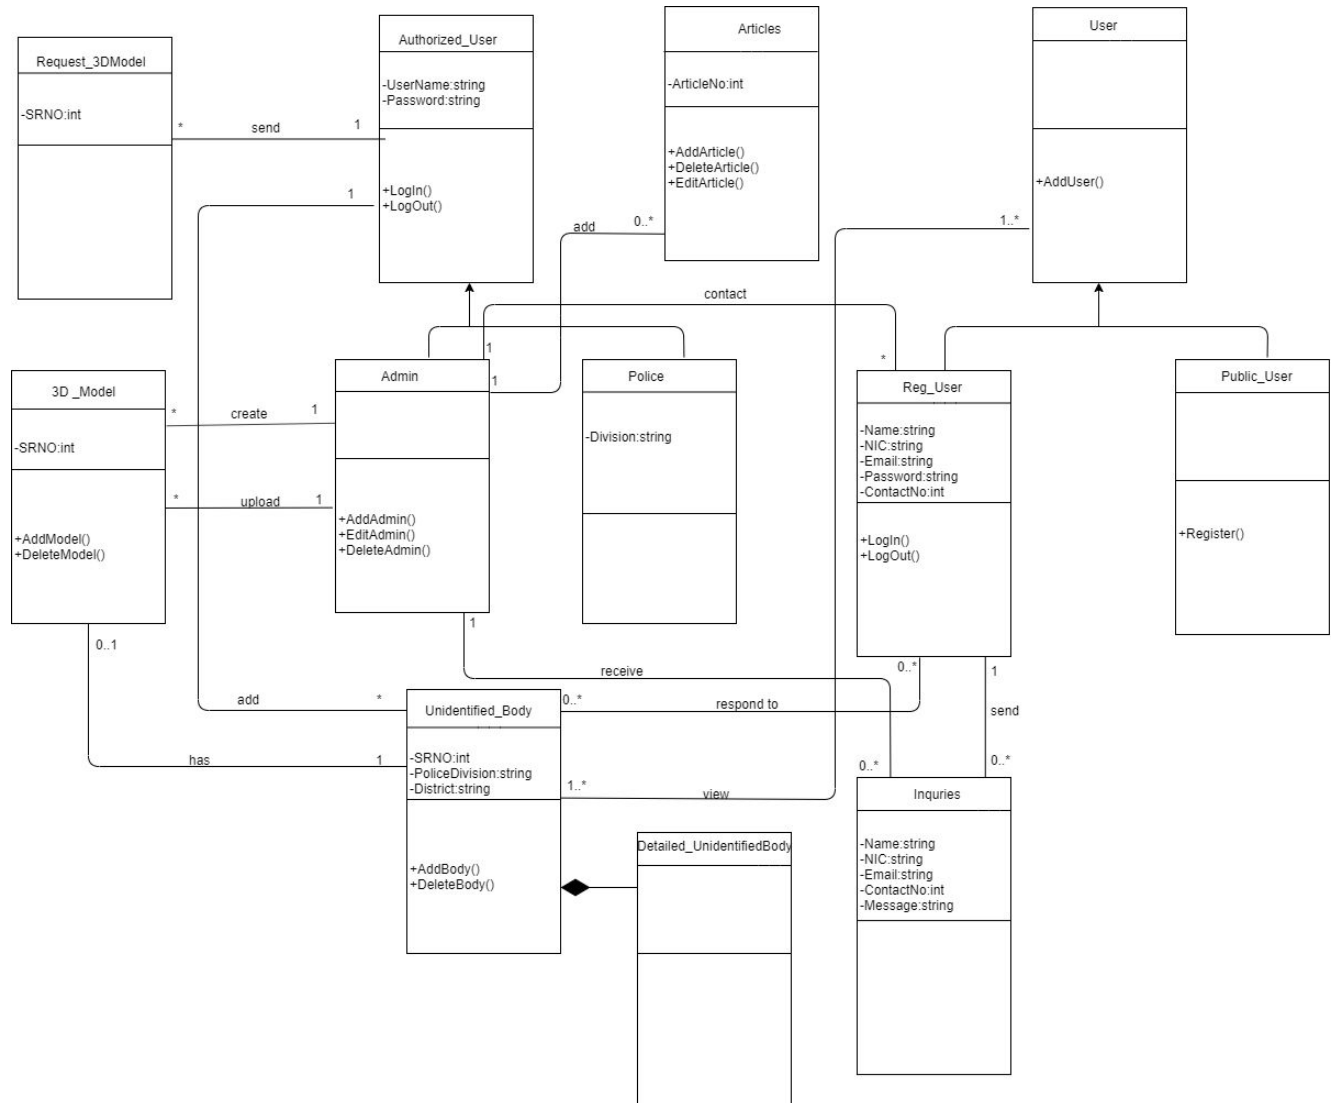 Request_3DModel
-SRNO:int
Authorized_User
-UserName:string
-Password:string
+LogIn()
+LogOut()
Articles
-ArticleNo:int
+AddArticle()
+DeleteArticle()
+EditArticle()
User
+AddUser()
*
send
1
1
add
0..*
1..*
contact
1
1
*
3D _Model
-SRNO:int
+AddModel()
+DeleteModel()
*
create
1
*
upload
1
Admin
+AddAdmin()
+EditAdmin()
+DeleteAdmin()
Police
-Division:string
Reg_User
-Name:string
-NIC:string
-Email:string
-Password:string
-ContactNo:int
+LogIn()
+LogOut()
Public_User
+Register()
0..1
1
receive
0..*
1
add
*
0..*
respond to
send
has
1
0..*
0..*
1..*
view
Unidentified_Body
-SRNO:int
-PoliceDivision:string
-District:string
+AddBody()
+DeleteBody()
Detailed_UnidentifiedBody
Inquries
-Name:string
-NIC:string
-Email:string
-ContactNo:int
-Message:string